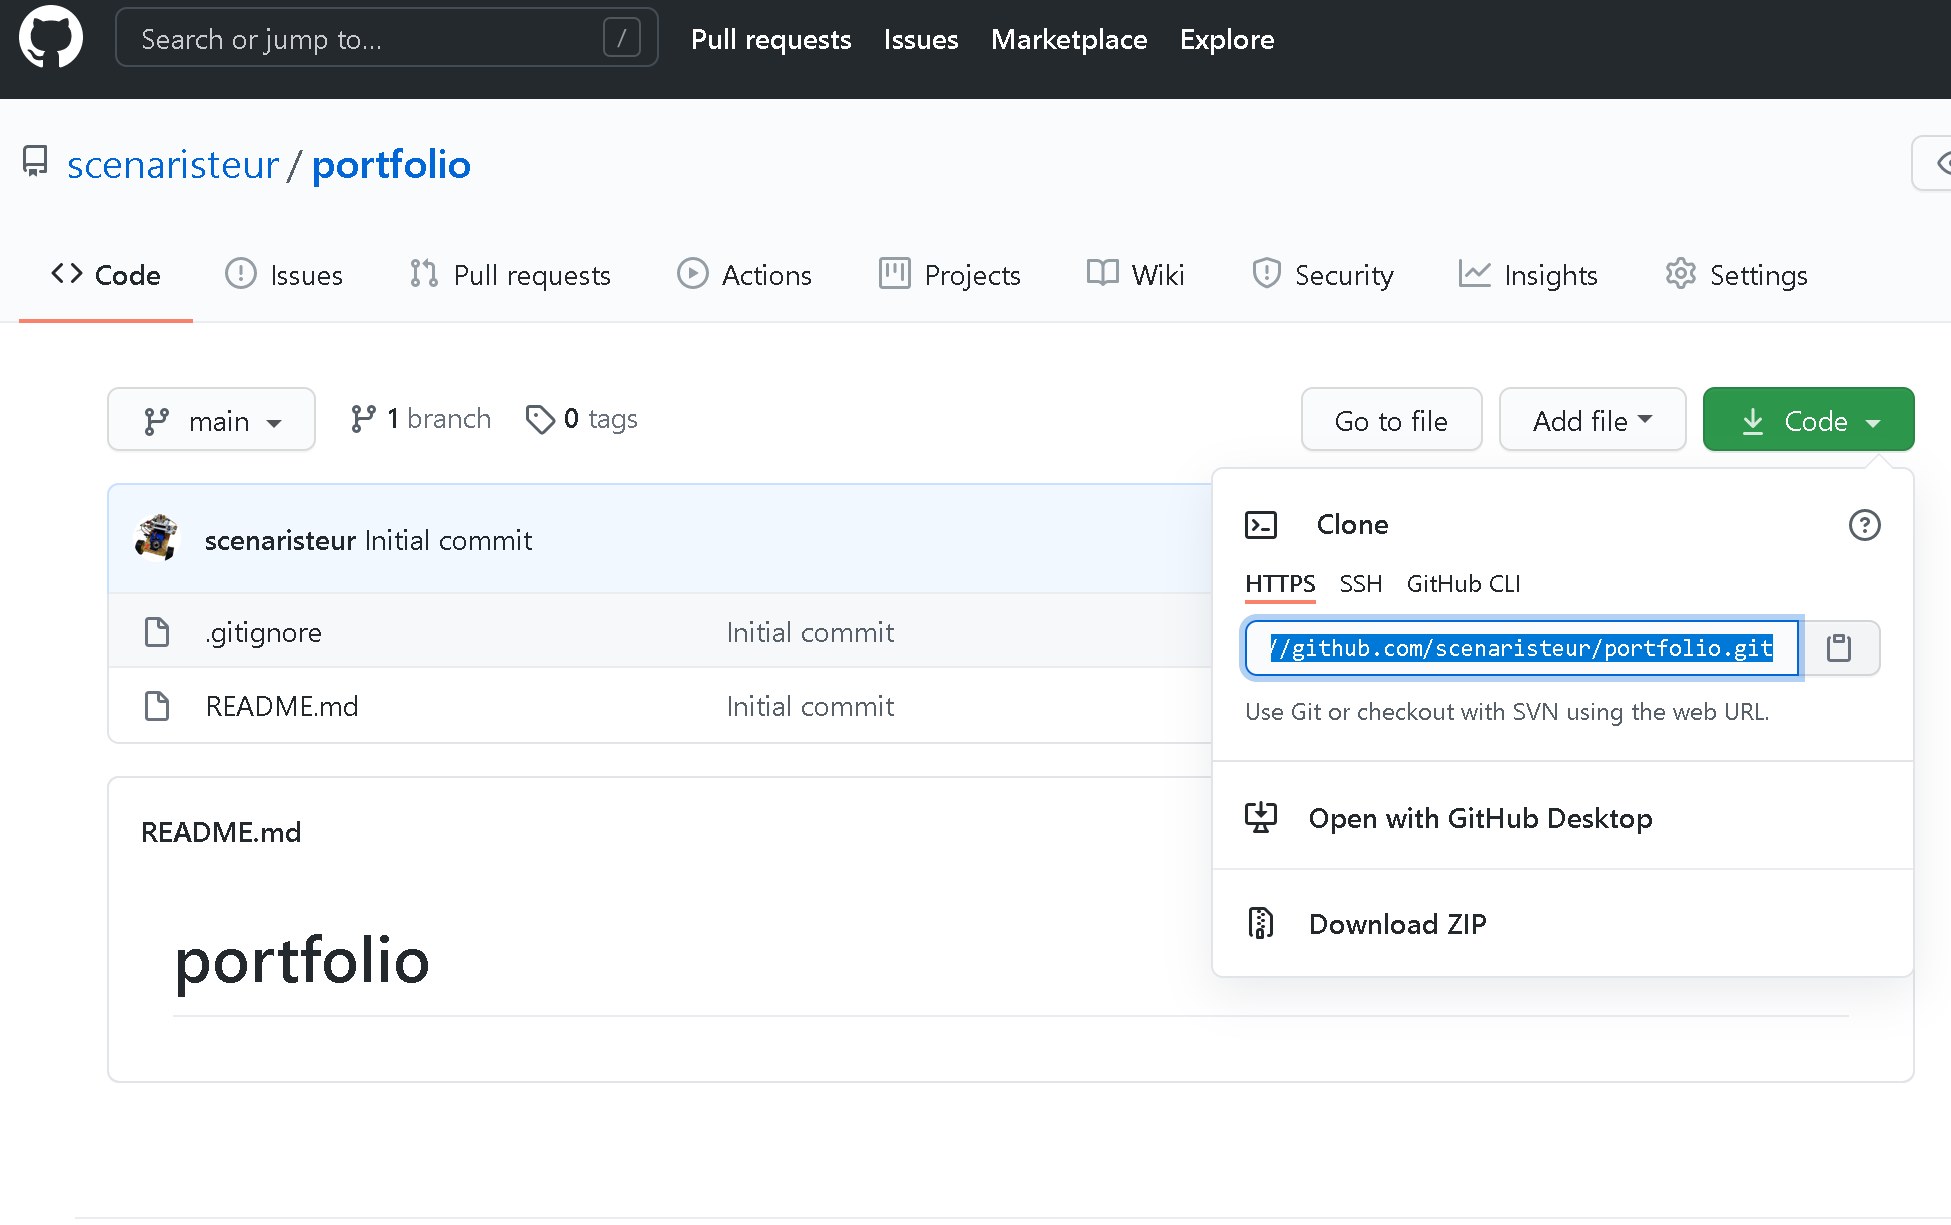 Search or jump to... /
Pull requests Issues Marketplace Explore
scenaristeur / portfolio
Code Issues Pull requests Actions Projects Wiki Security Insights Settings
main 1 branch 0 tags Go to file Add file Code
scenaristeur Initial commit
.gitignore Initial commit
README.md Initial commit
Clone
HTTPS SSH GitHub CLI
//github.com/scenaristeur/portfolio.git
Use Git or checkout with SVN using the web URL.
Open with GitHub Desktop
Download ZIP
README.md
portfolio